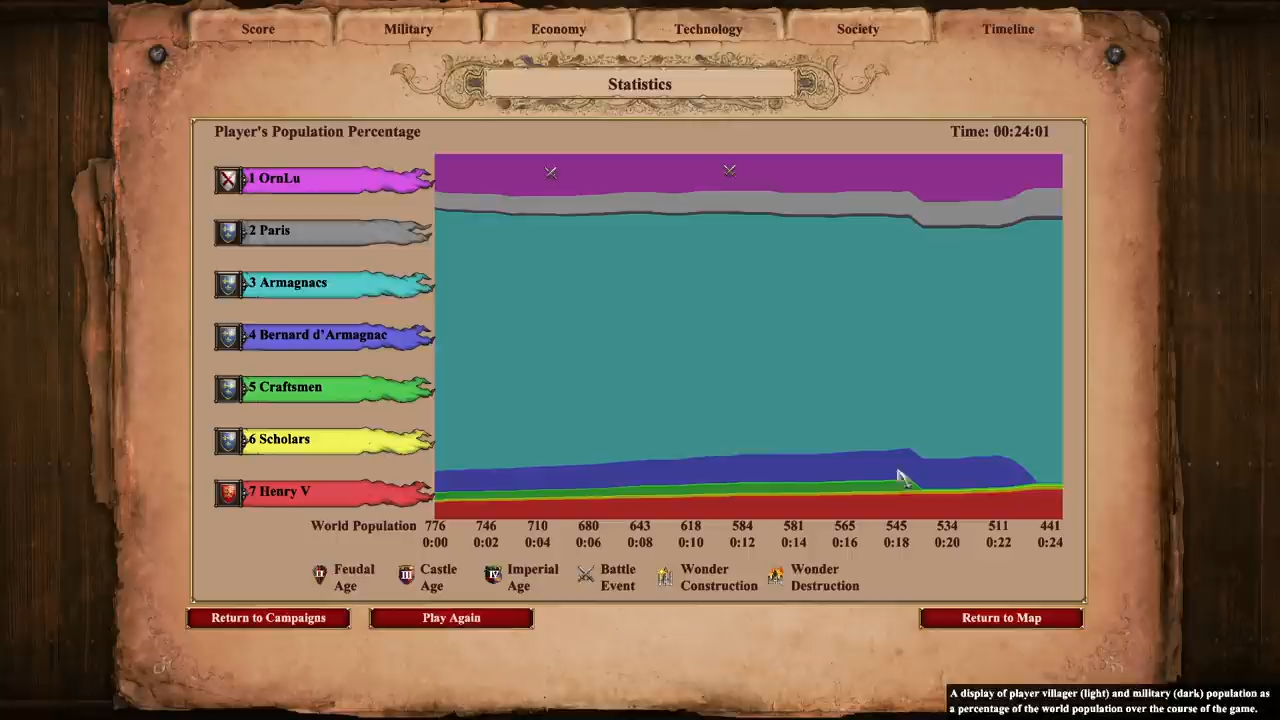 Score Military Economy Technology Society Timeline
Statistics
Player's Population Percentage Time: 00:24:01
1 OrnLu
2 Paris
3 Armagnacs
4 Bernard d'Armagnac
5 Craftsmen
6 Scholars
7 Henry V
World Population 776 746 710 680 643 618 584 581 565 545 534 511 441
0:00 0:02 0:04 0:06 0:08 0:10 0:12 0:14 0:16 0:18 0:20 0:22 0:24
Feudal Age
Castle Age
Imperial Age
Battle Event
Wonder Construction
Wonder Destruction
Return to Campaigns Play Again Return to Map
A display of player villager (light) and military (dark) population as
a percentage of the world population over the course of the game.